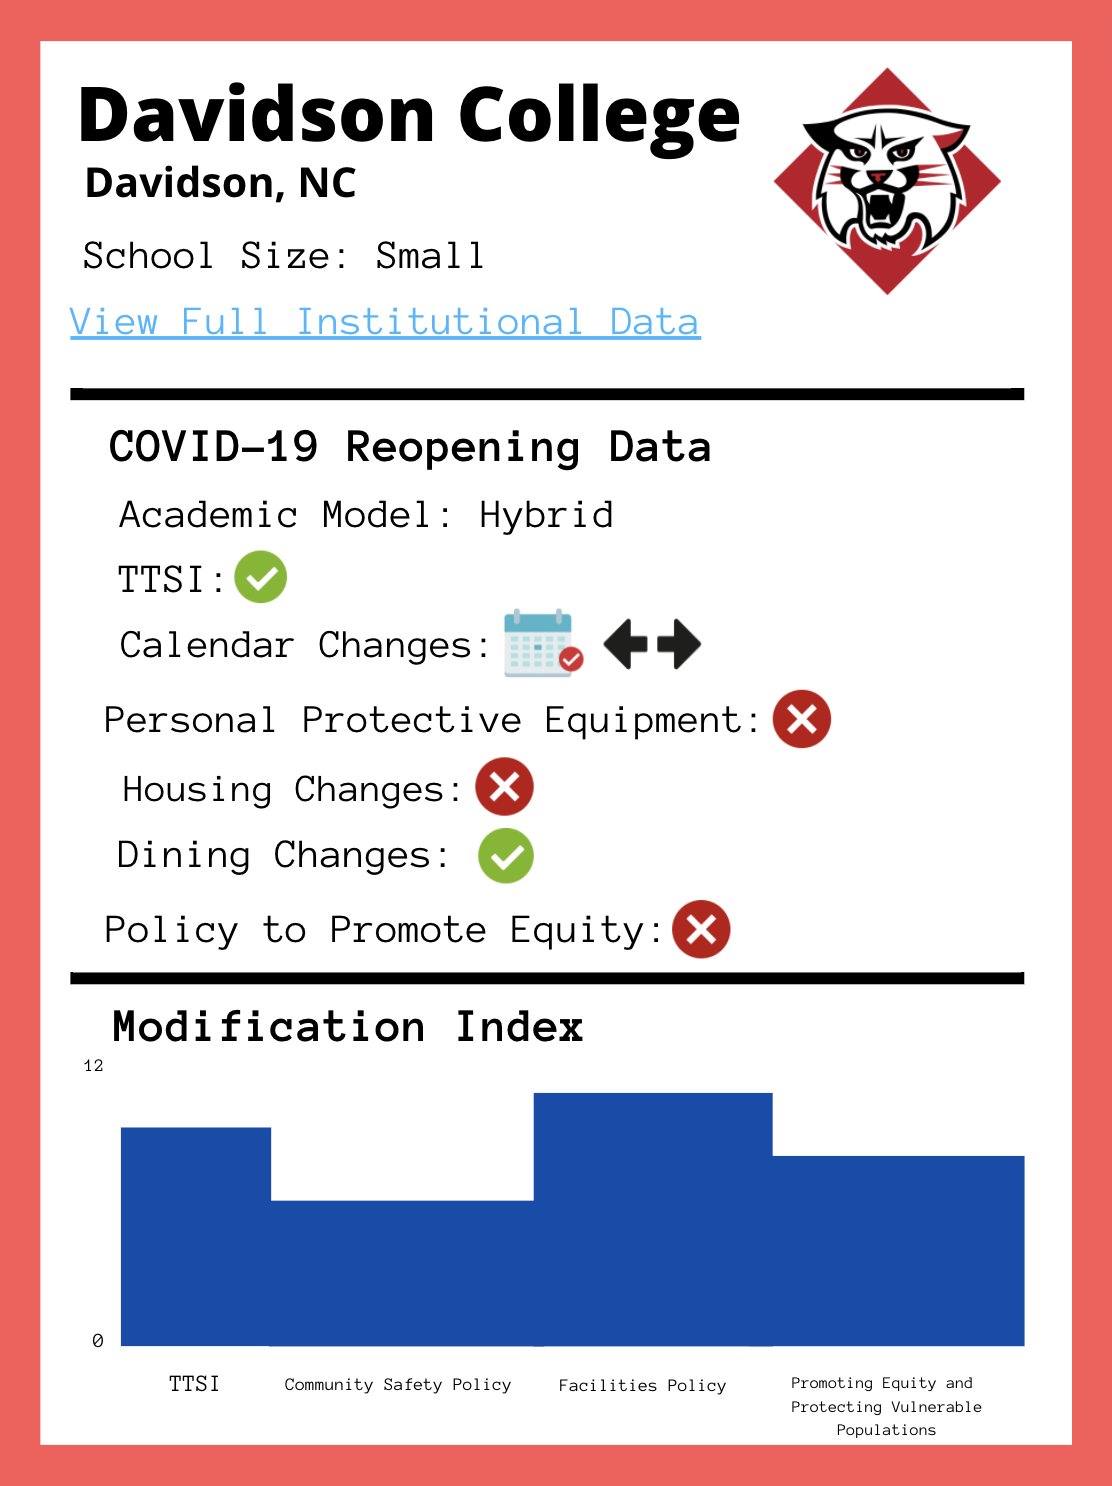 Davidson College
Davidson, NC
School Size: Small
View Full Institutional Data
COVID-19 Reopening Data
Academic Model: Hybrid
TTSI:
Calendar Changes:
Personal Protective Equipment:
Housing Changes:
Dining Changes:
Policy to Promote Equity:
Modification Index
12
0
TTSI
Community Safety Policy
Facilities Policy
Promoting Equity and
Protecting Vulnerable
Populations